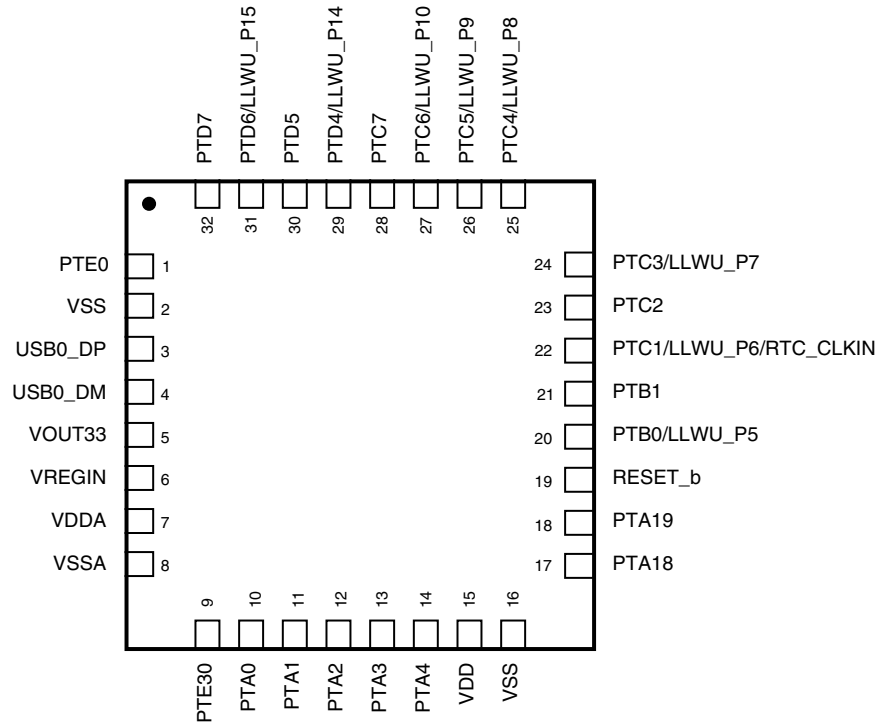 PTD7
PTD6/LLWU_P15
PTD5
PTD4/LLWU_P14
PTC7
PTC6/LLWU_P10
PTC5/LLWU_P9
PTC4/LLWU_P8
32
31
30
29
28
27
26
25
PTE0 1
VSS 2
USB0_DP 3
USB0_DM 4
VOUT33 5
VREGIN 6
VDDA 7
VSSA 8
24 PTC3/LLWU_P7
23 PTC2
22 PTC1/LLWU_P6/RTC_CLKIN
21 PTB1
20 PTB0/LLWU_P5
19 RESET_b
18 PTA19
17 PTA18
9
10
11
12
13
14
15
16
PTE30
PTA0
PTA1
PTA2
PTA3
PTA4
VDD
VSS